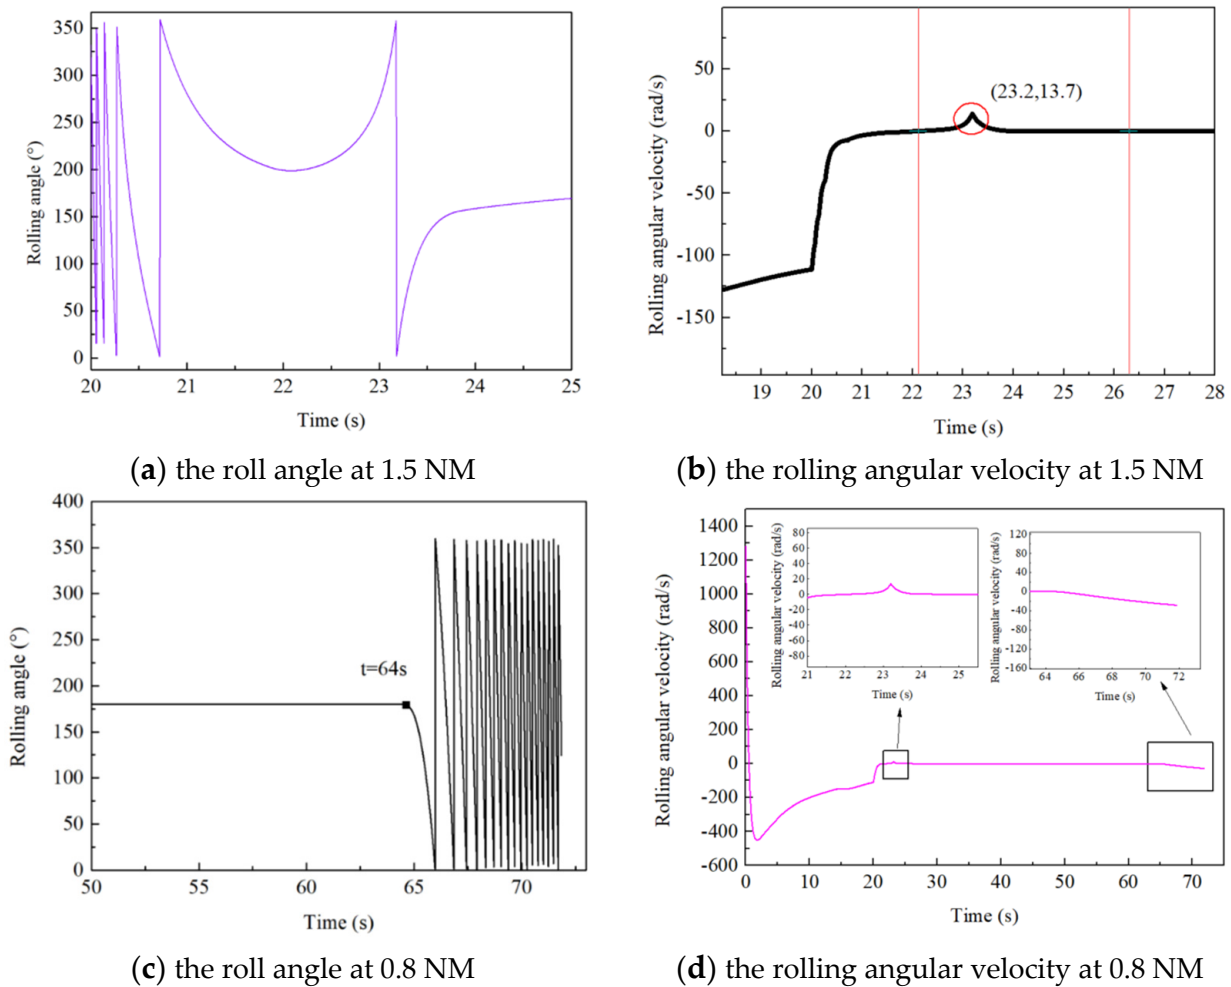 350
300
250
200
150
100
50
0
Rolling angle (°)
20 21 22 23 24 25
Time (s)
(a) the roll angle at 1.5 NM
50
0
-50
-100
-150
Rolling angular velocity (rad/s)
(23.2,13.7)
19 20 21 22 23 24 25 26 27 28
Time (s)
(b) the rolling angular velocity at 1.5 NM
400
350
300
250
200
150
100
50
0
Rolling angle (°)
t=64s
50 55 60 65 70
Time (s)
(c) the roll angle at 0.8 NM
1400
1200
1000
800
600
400
200
0
-200
-400
-600
Rolling angular velocity (rad/s)
80
60
40
20
0
-20
-40
-60
-80
Rolling angular velocity (rad/s)
21 22 23 24 25
Time (s)
120
80
40
0
-40
-80
-120
-160
Rolling angular velocity (rad/s)
64 66 68 70 72
Time (s)
0 10 20 30 40 50 60 70
Time (s)
(d) the rolling angular velocity at 0.8 NM